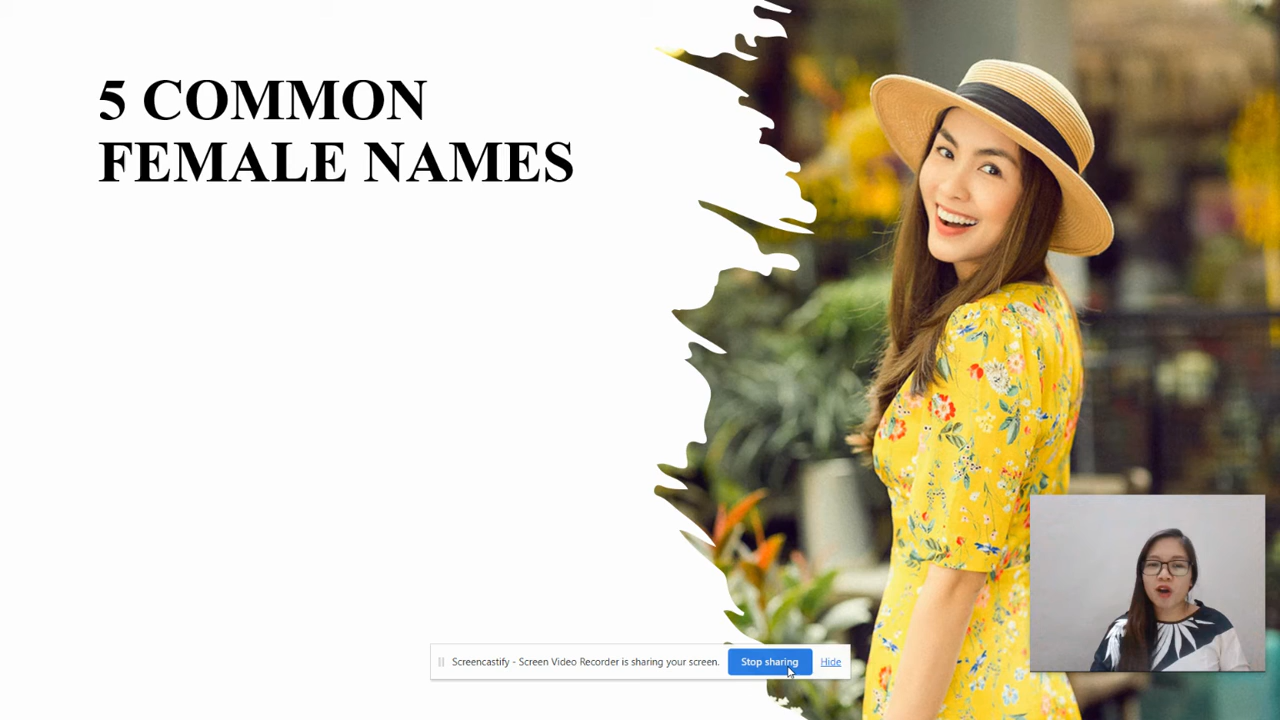 5 COMMON
FEMALE NAMES
Screencastify - Screen Video Recorder is sharing your screen.
Stop sharing
Hide